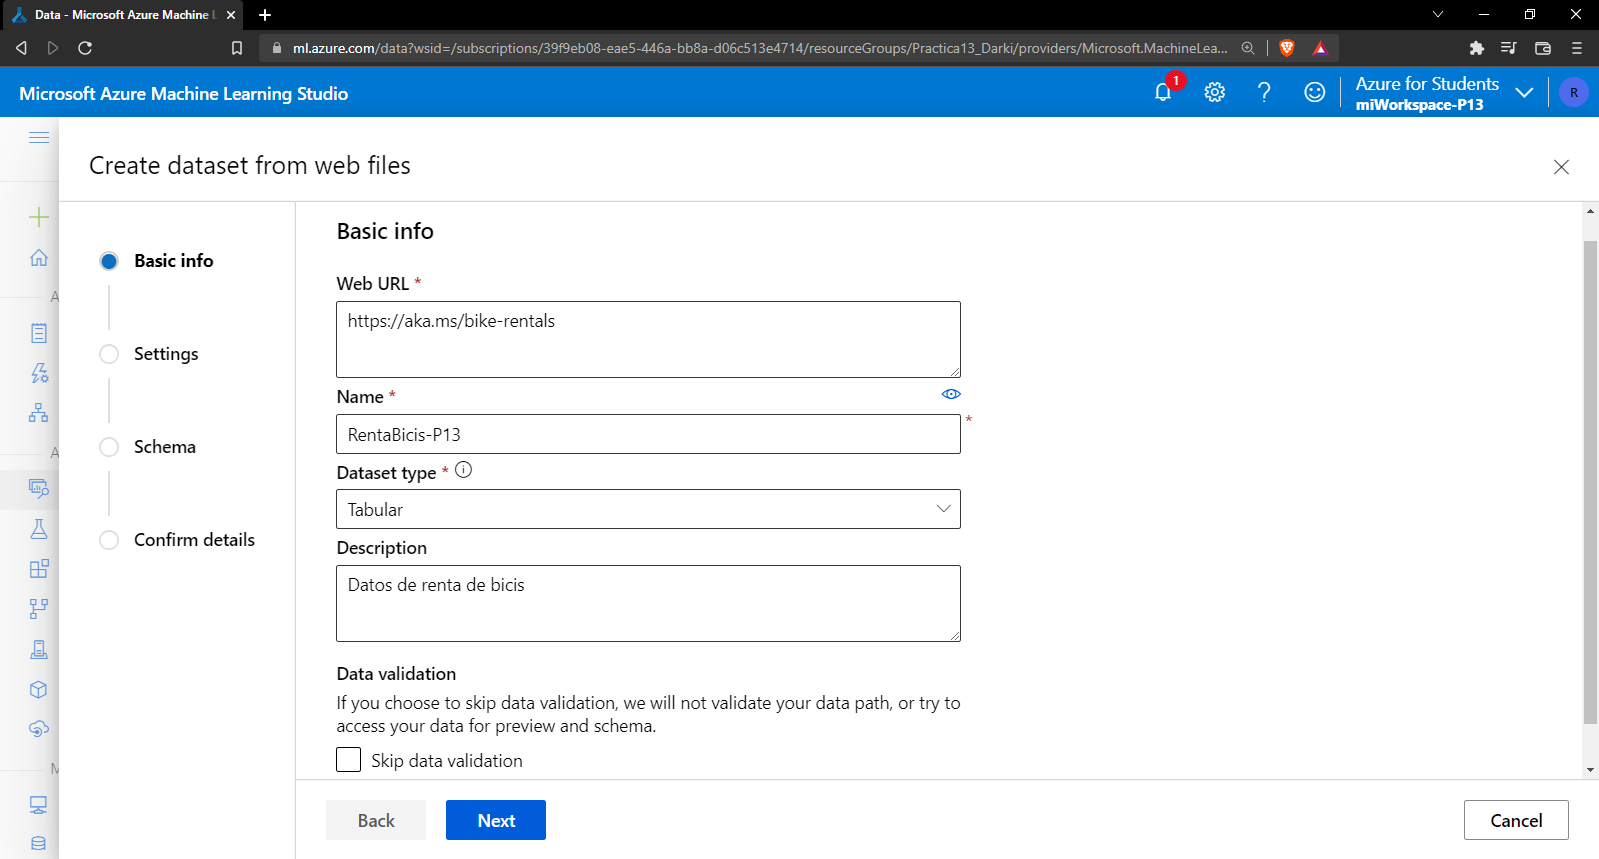 Data - Microsoft Azure Machine L
ml.azure.com/data?wsid=/subscriptions/39f9eb08-eae5-446a-bb8a-d06c513e4714/resourceGroups/Practica13_Darki/providers/Microsoft.MachineLea...
Microsoft Azure Machine Learning Studio
1
Azure for Students
miWorkspace-P13
R
Create dataset from web files
A
A
M
Basic info
Settings
Schema
Confirm details
Basic info
Web URL *
https://aka.ms/bike-rentals
Name *
RentaBicis-P13
*
Dataset type *
Tabular
Description
Datos de renta de bicis
Data validation
If you choose to skip data validation, we will not validate your data path, or try to
access your data for preview and schema.
Skip data validation
Back
Next
Cancel